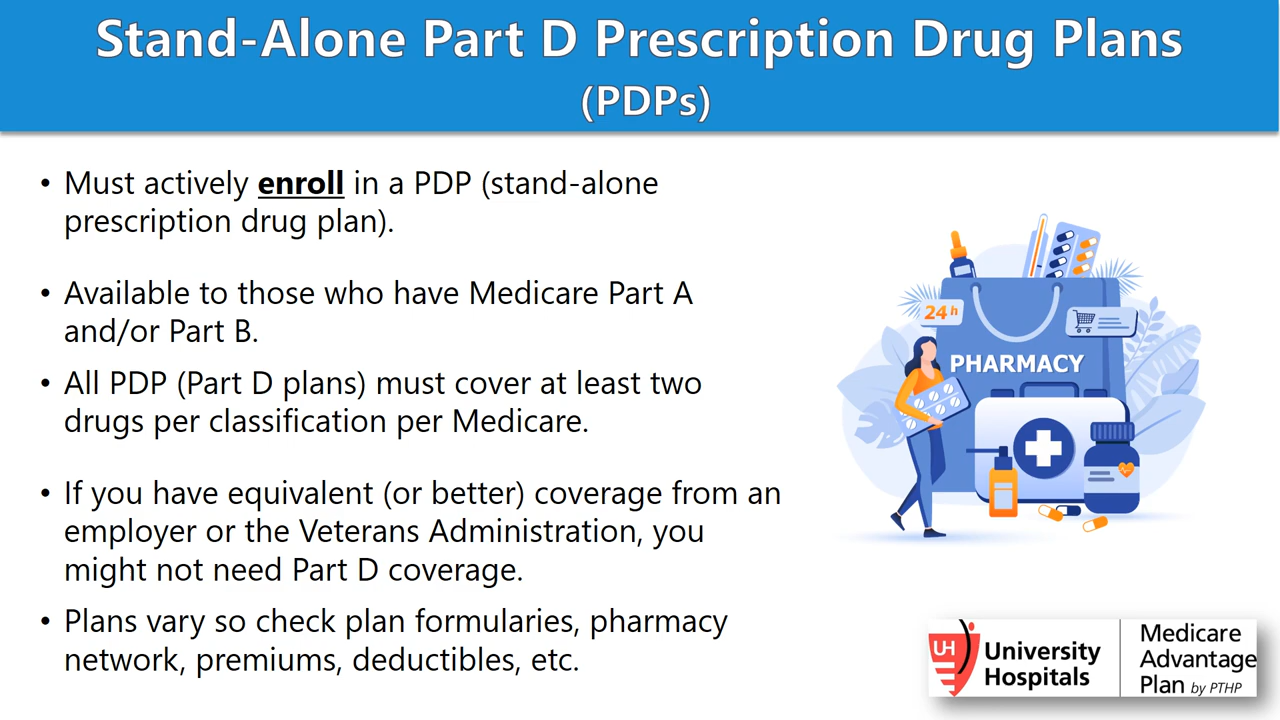 Stand-Alone Part D Prescription Drug Plans
(PDPs)
• Must actively enroll in a PDP (stand-alone
prescription drug plan).
• Available to those who have Medicare Part A
and/or Part B.
• All PDP (Part D plans) must cover at least two
drugs per classification per Medicare.
• If you have equivalent (or better) coverage from an
employer or the Veterans Administration, you
might not need Part D coverage.
• Plans vary so check plan formularies, pharmacy
network, premiums, deductibles, etc.
24h
PHARMACY
UH
University
Hospitals
Medicare
Advantage
Plan by PTHP